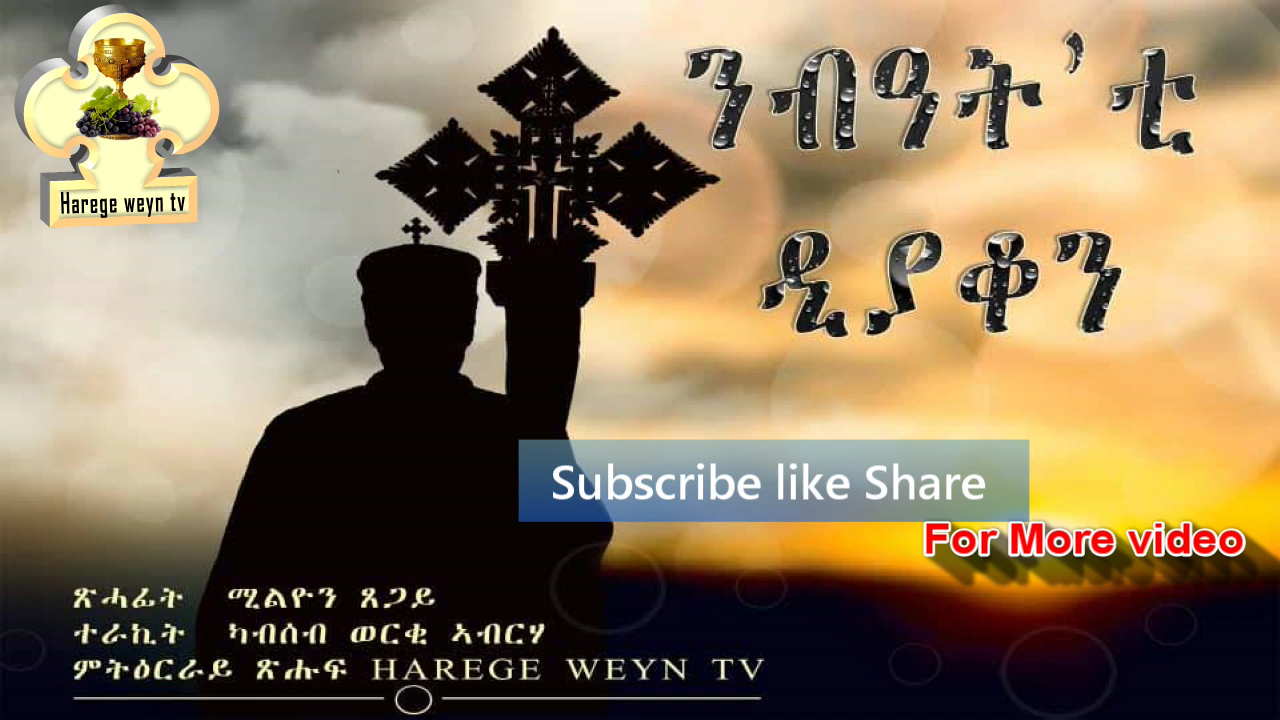 Harege weyn tv
ንብዓት'ቲ
ዲያቆን
Subscribe like Share
For More video
ጽሓፊት ሚልዮን ጸጋይ
ተራኪት ካብሰብ ወርቂ ኣብርሃ
ምትዕርራይ ጽሑፍ HAREGE WEYN TV